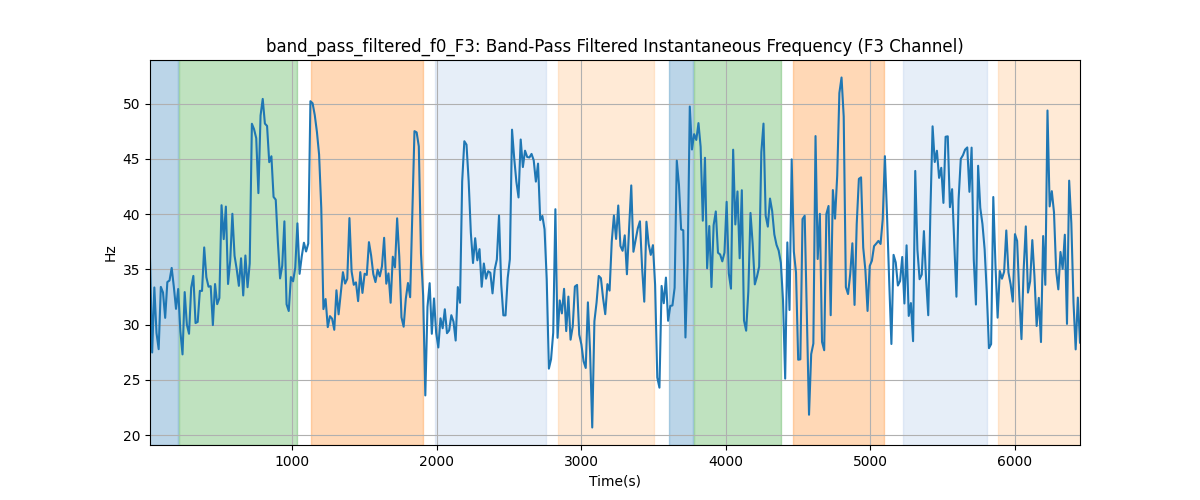 band_pass_filtered_f0_F3: Band-Pass Filtered Instantaneous Frequency (F3 Channel)
50
45
40
35
30
25
20
Hz
1000 2000 3000 4000 5000 6000
Time(s)